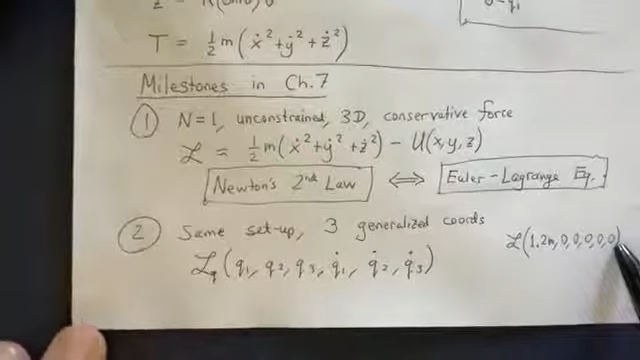 T = ½m(ẋ²+ẏ²+ż²)
Milestones in Ch.7
① N=1, unconstrained, 3D, conservative force
ℒ = ½m(ẋ²+ẏ²+ż²) − U(x,y,z)
Newton's 2nd Law ⟺ Euler-Lagrange Eq.
② Same set-up, 3 generalized coords
ℒ(1.2m,0,0,0,0,0)
ℒq(q₁, q₂, q₃, q̇₁, q̇₂, q̇₃)